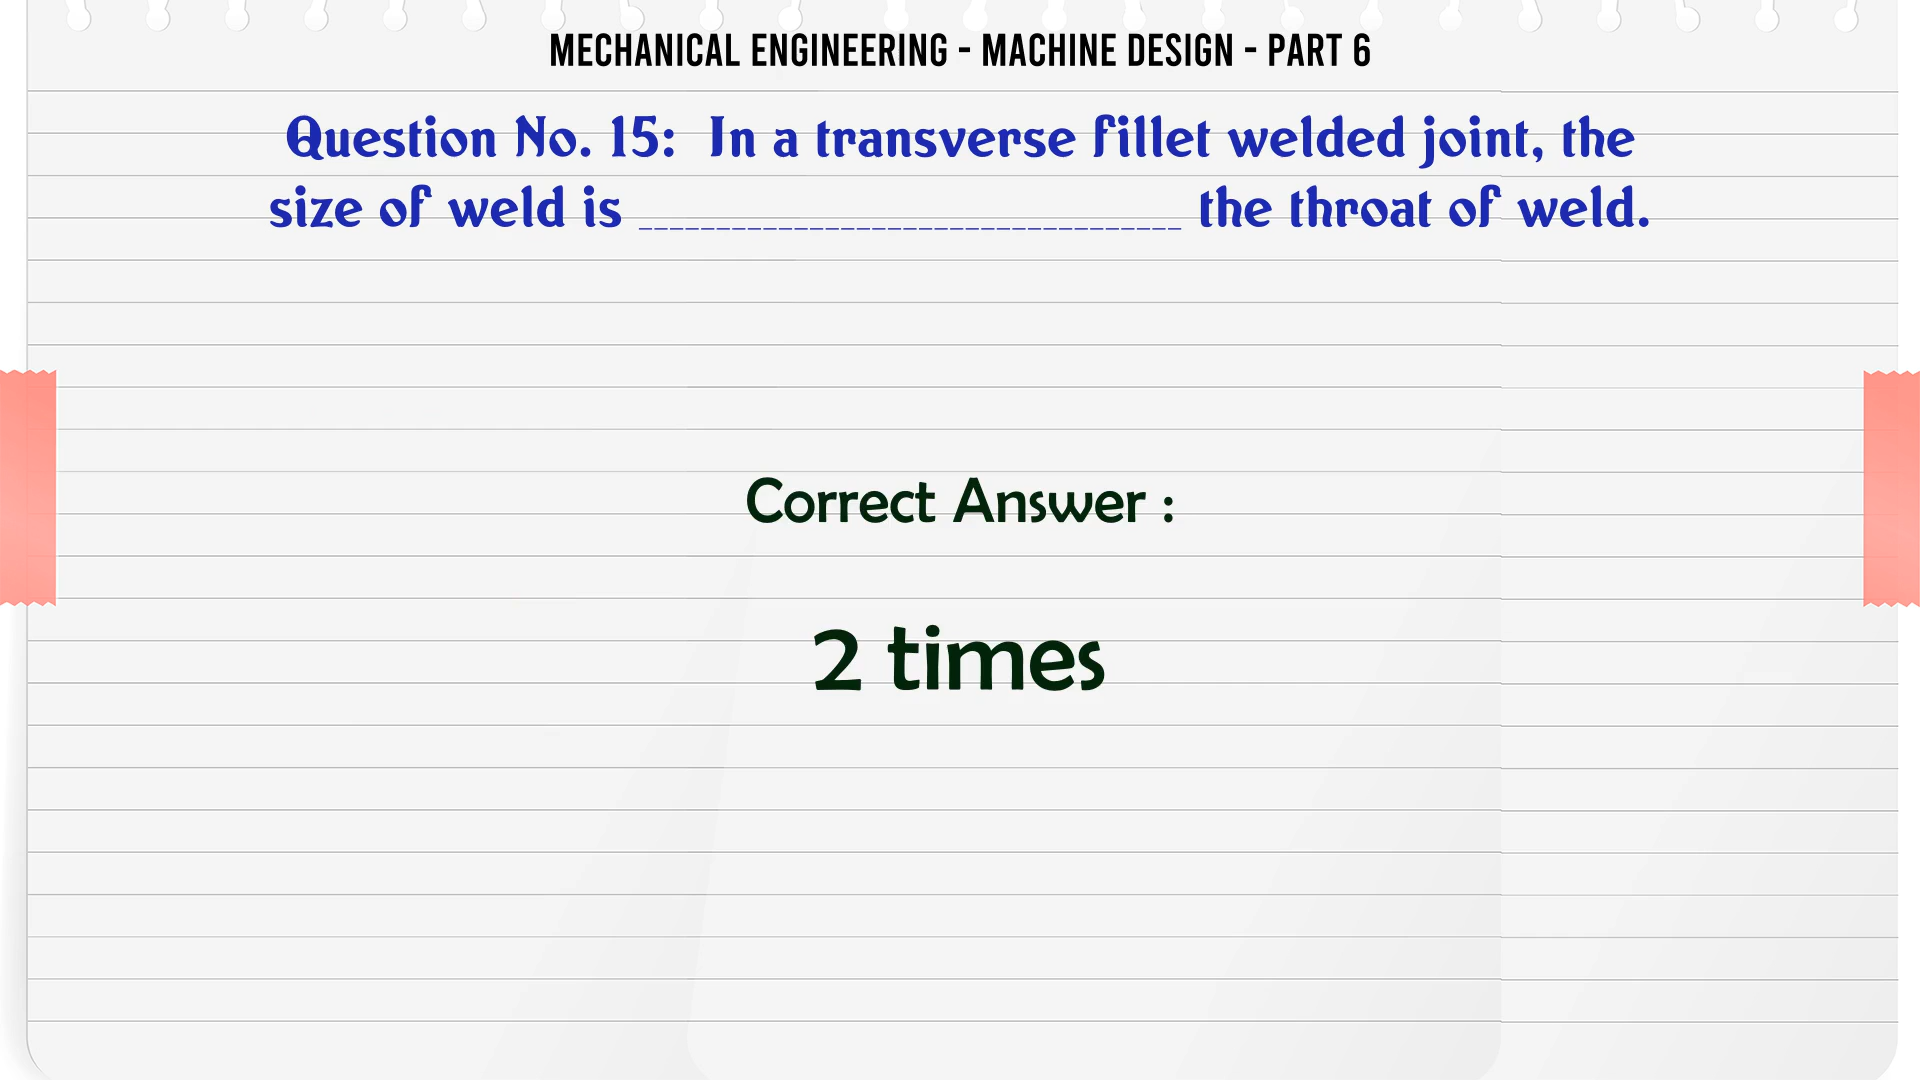 MECHANICAL ENGINEERING - MACHINE DESIGN - PART 6
Question No. 15: In a transverse fillet welded joint, the
size of weld is ___________________________________ the throat of weld.
Correct Answer :
2 times